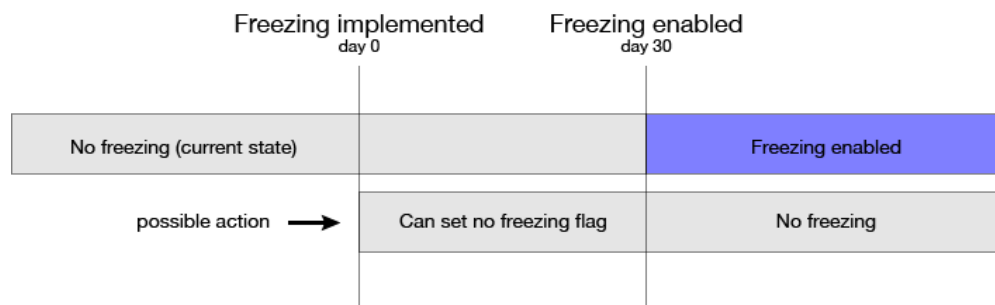 Freezing implemented
day 0
Freezing enabled
day 30
No freezing (current state)
Freezing enabled
possible action
Can set no freezing flag
No freezing